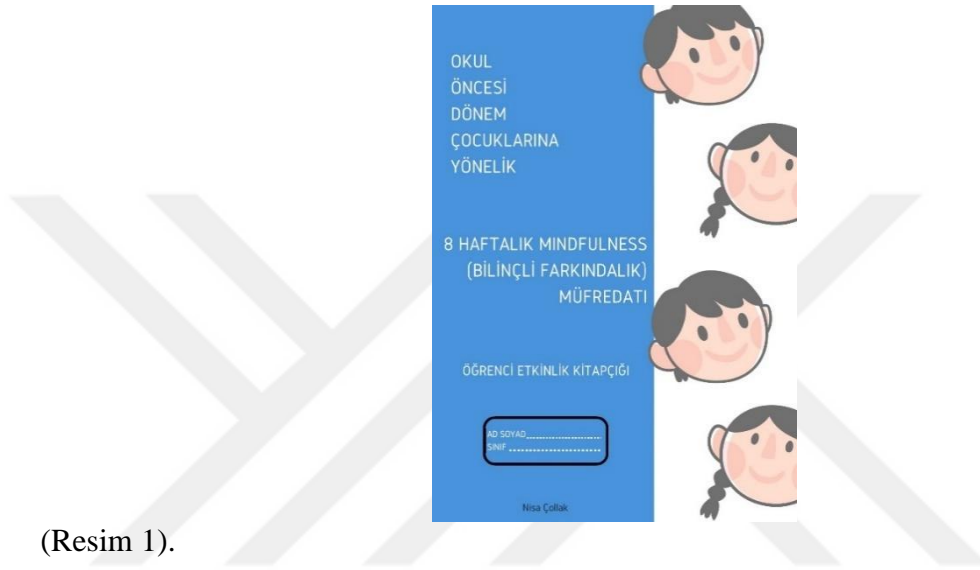 OKUL
ÖNCESİ
DÖNEM
ÇOCUKLARINA
YÖNELİK
8 HAFTALIK MINDFULNESS
(BİLİNÇLİ FARKINDALIK)
MÜFREDATI
ÖĞRENCİ ETKİNLİK KİTAPÇIĞI
AD SOYAD
SINIF
Nisa Çollak
(Resim 1).